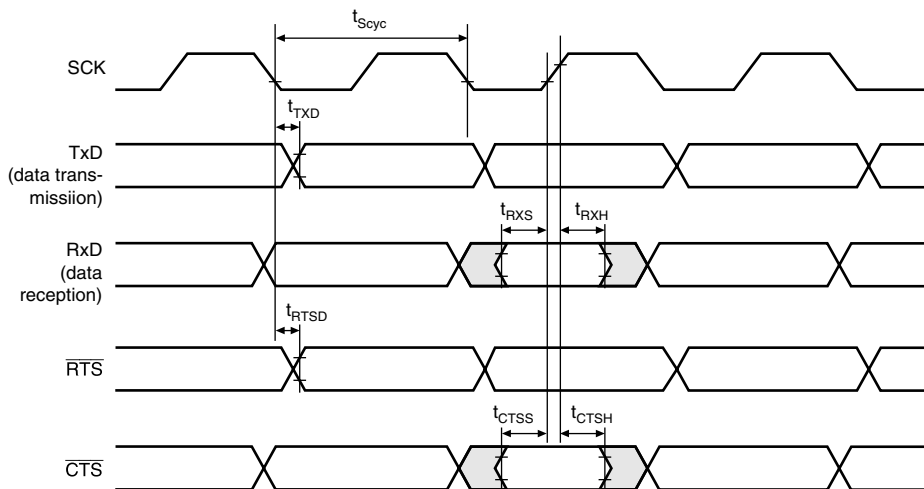 tScyc
SCK
tTXD
TxD
(data trans-
missiion)
tRXS
tRXH
RxD
(data
reception)
tRTSD
RTS
tCTSS
tCTSH
CTS